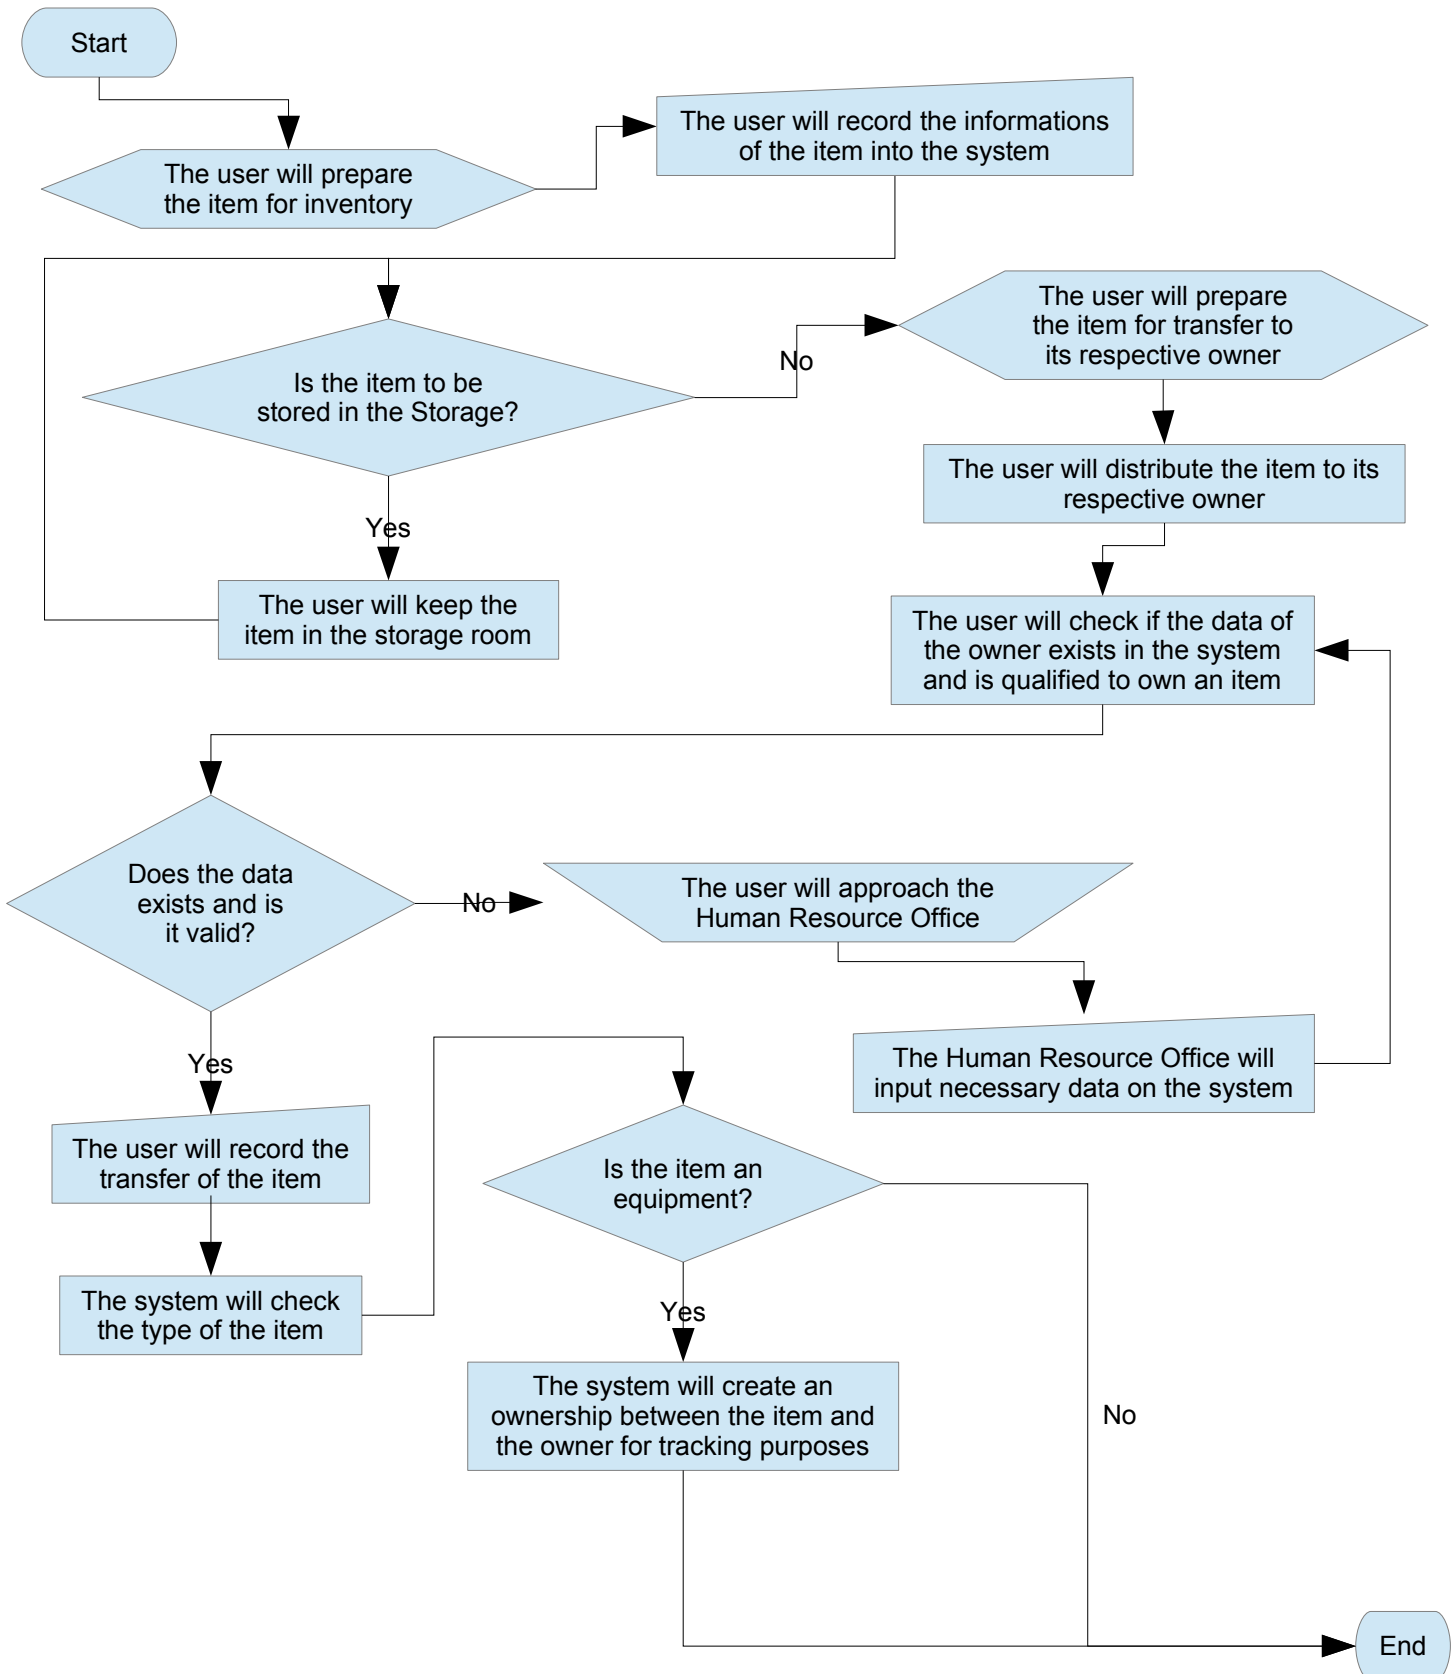 Start
The user will prepare
the item for inventory
The user will record the informations
of the item into the system
Is the item to be
stored in the Storage?
No
The user will prepare
the item for transfer to
its respective owner
The user will distribute the item to its
respective owner
Yes
The user will keep the
item in the storage room
The user will check if the data of
the owner exists in the system
and is qualified to own an item
Does the data
exists and is
it valid?
No
The user will approach the
Human Resource Office
The Human Resource Office will
input necessary data on the system
Yes
The user will record the
transfer of the item
The system will check
the type of the item
Is the item an
equipment?
Yes
The system will create an
ownership between the item and
the owner for tracking purposes
No
End